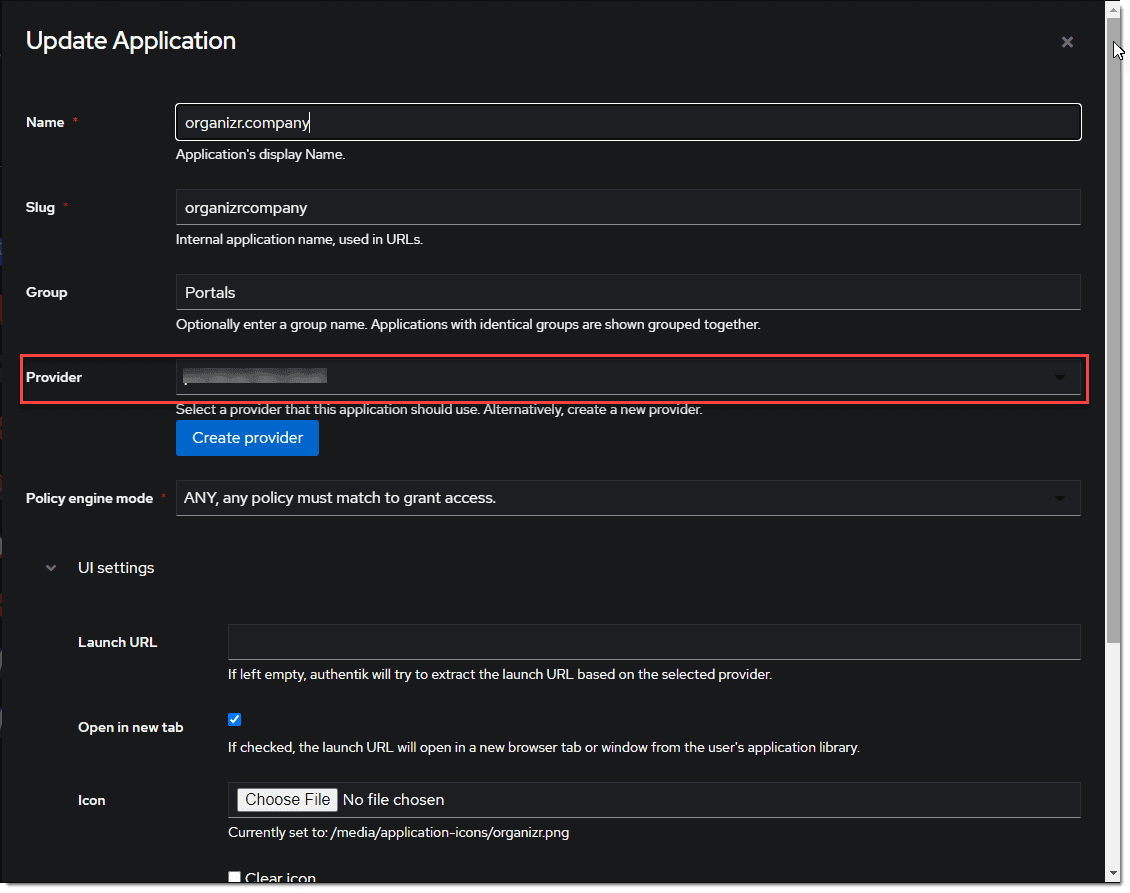 Update Application
Name *
organizr.company
Application's display Name.
Slug *
organizrcompany
Internal application name, used in URLs.
Group
Portals
Optionally enter a group name. Applications with identical groups are shown grouped together.
Provider
Select a provider that this application should use. Alternatively, create a new provider.
Create provider
Policy engine mode *
ANY, any policy must match to grant access.
UI settings
Launch URL
If left empty, authentik will try to extract the launch URL based on the selected provider.
Open in new tab
If checked, the launch URL will open in a new browser tab or window from the user's application library.
Icon
Choose File No file chosen
Currently set to: /media/application-icons/organizr.png
Clear icon